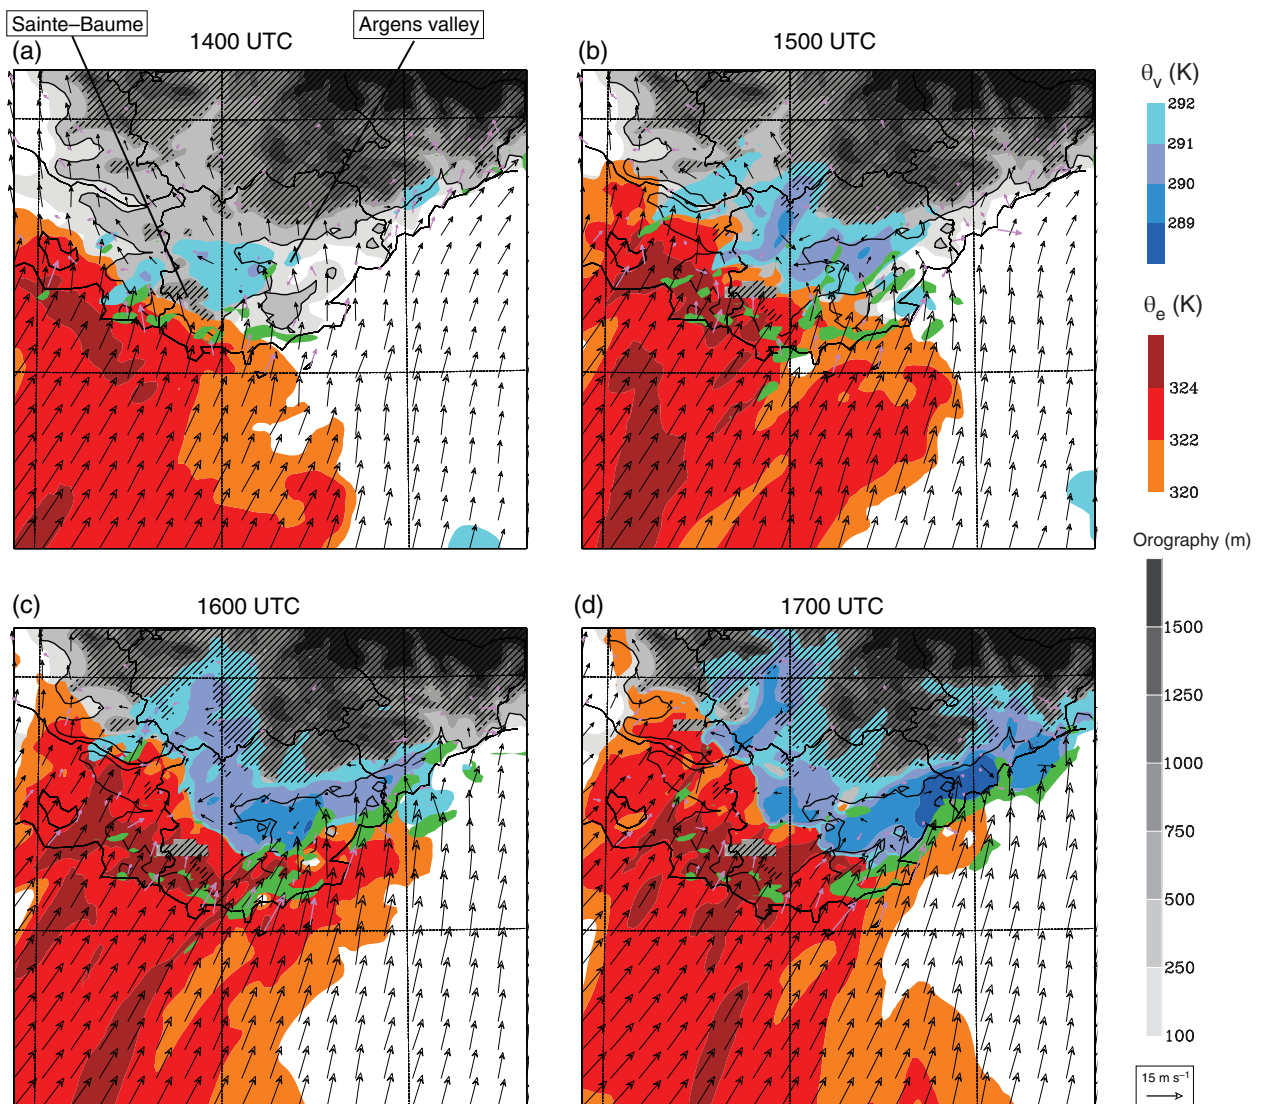 Sainte–Baume
Argens valley
(a)
1400 UTC
(b)
1500 UTC
θv (K)
292
291
290
289
θe (K)
324
322
320
Orography (m)
1500
1250
1000
750
500
250
100
15 m s⁻¹
(c)
1600 UTC
(d)
1700 UTC